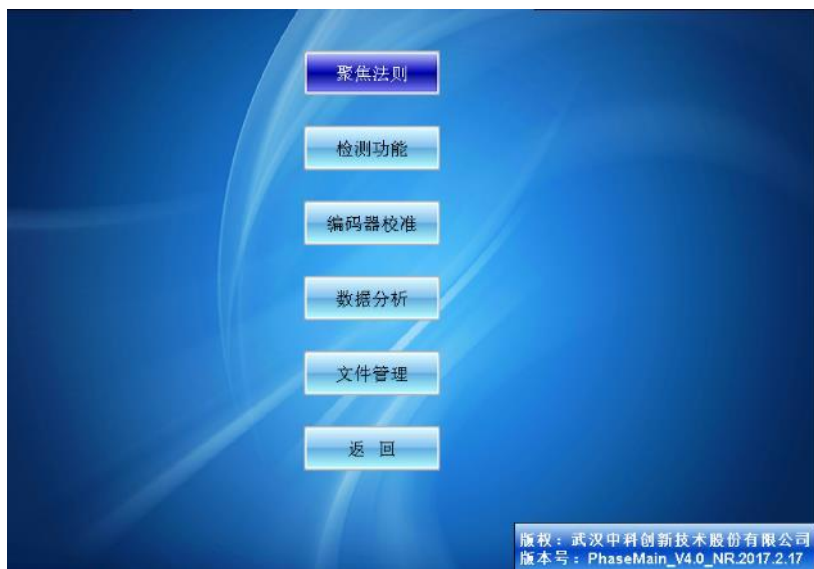 聚焦法则
检测功能
编码器校准
数据分析
文件管理
返 回
版权：武汉中科创新技术股份有限公司
版本号：PhaseMain_V4.0_NR.2017.2.17